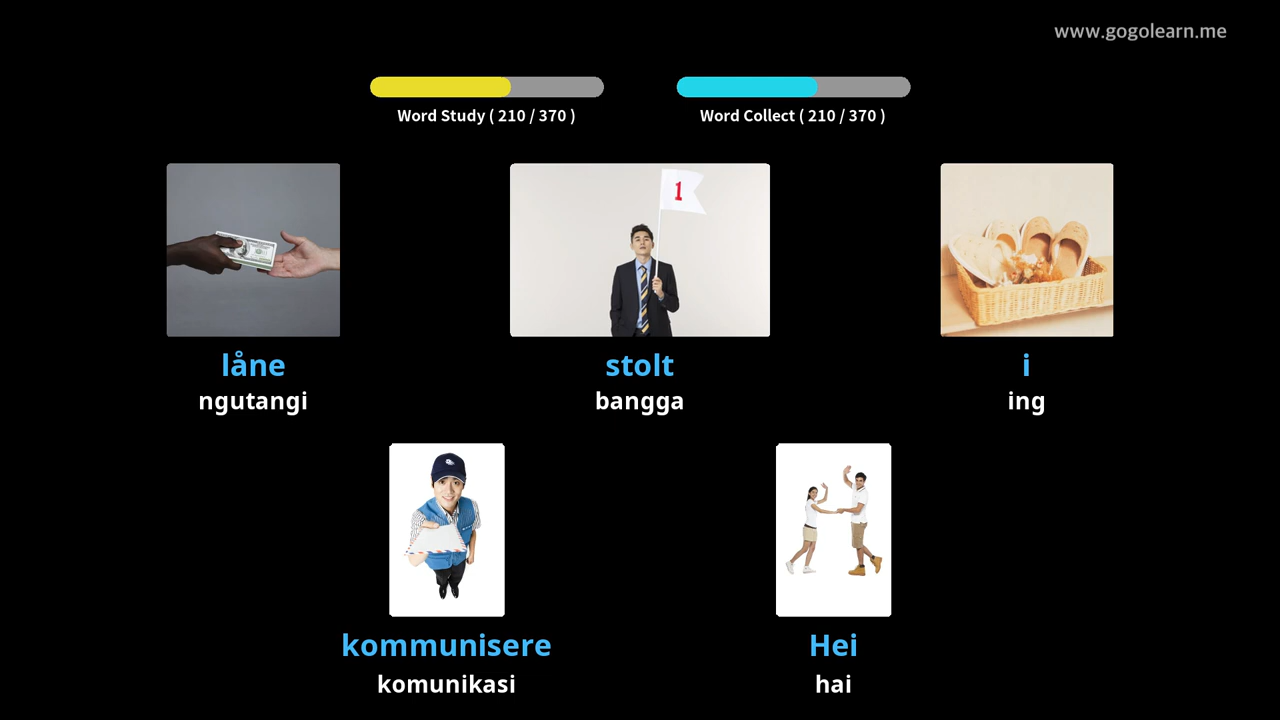 www.gogolearn.me
Word Study ( 210 / 370 )
Word Collect ( 210 / 370 )
1
låne
ngutangi
stolt
bangga
i
ing
kommunisere
komunikasi
Hei
hai